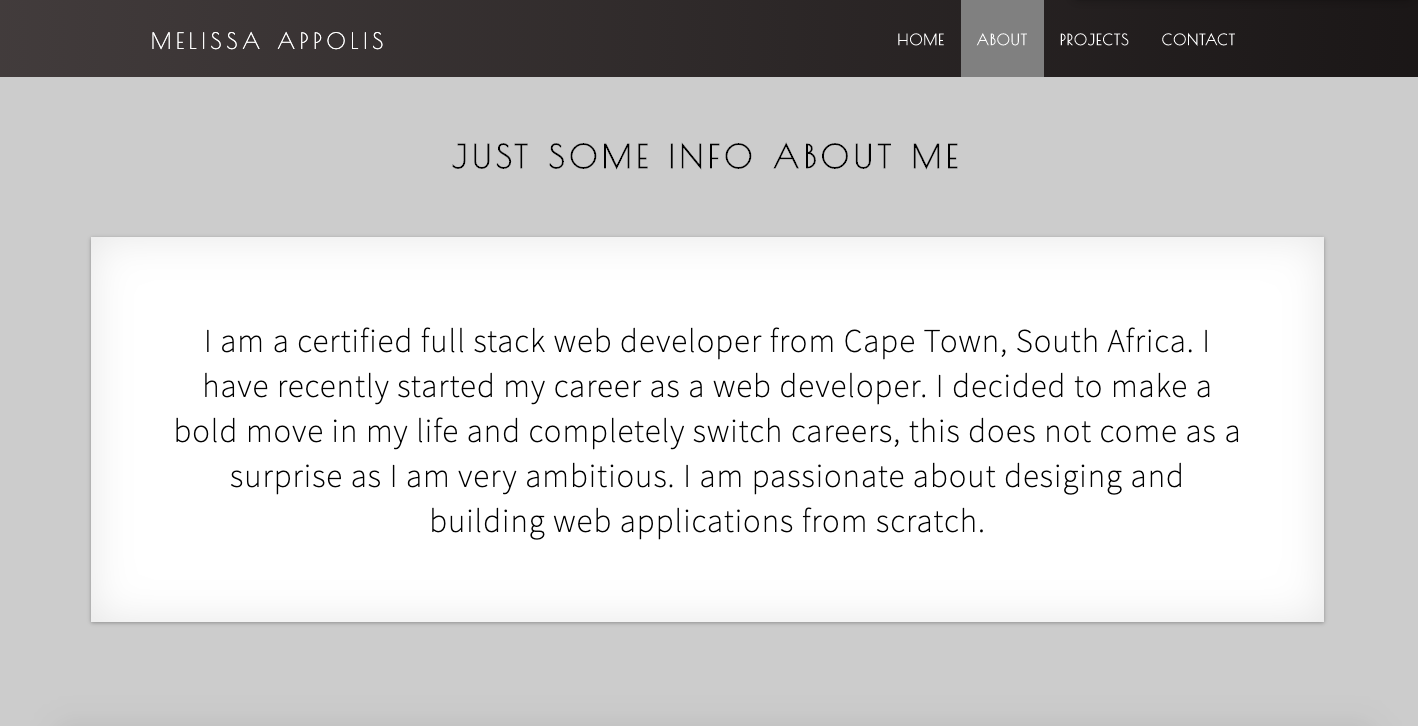 MELISSA APPOLIS
HOME ABOUT PROJECTS CONTACT
JUST SOME INFO ABOUT ME
I am a certified full stack web developer from Cape Town, South Africa. I
have recently started my career as a web developer. I decided to make a
bold move in my life and completely switch careers, this does not come as a
surprise as I am very ambitious. I am passionate about desiging and
building web applications from scratch.